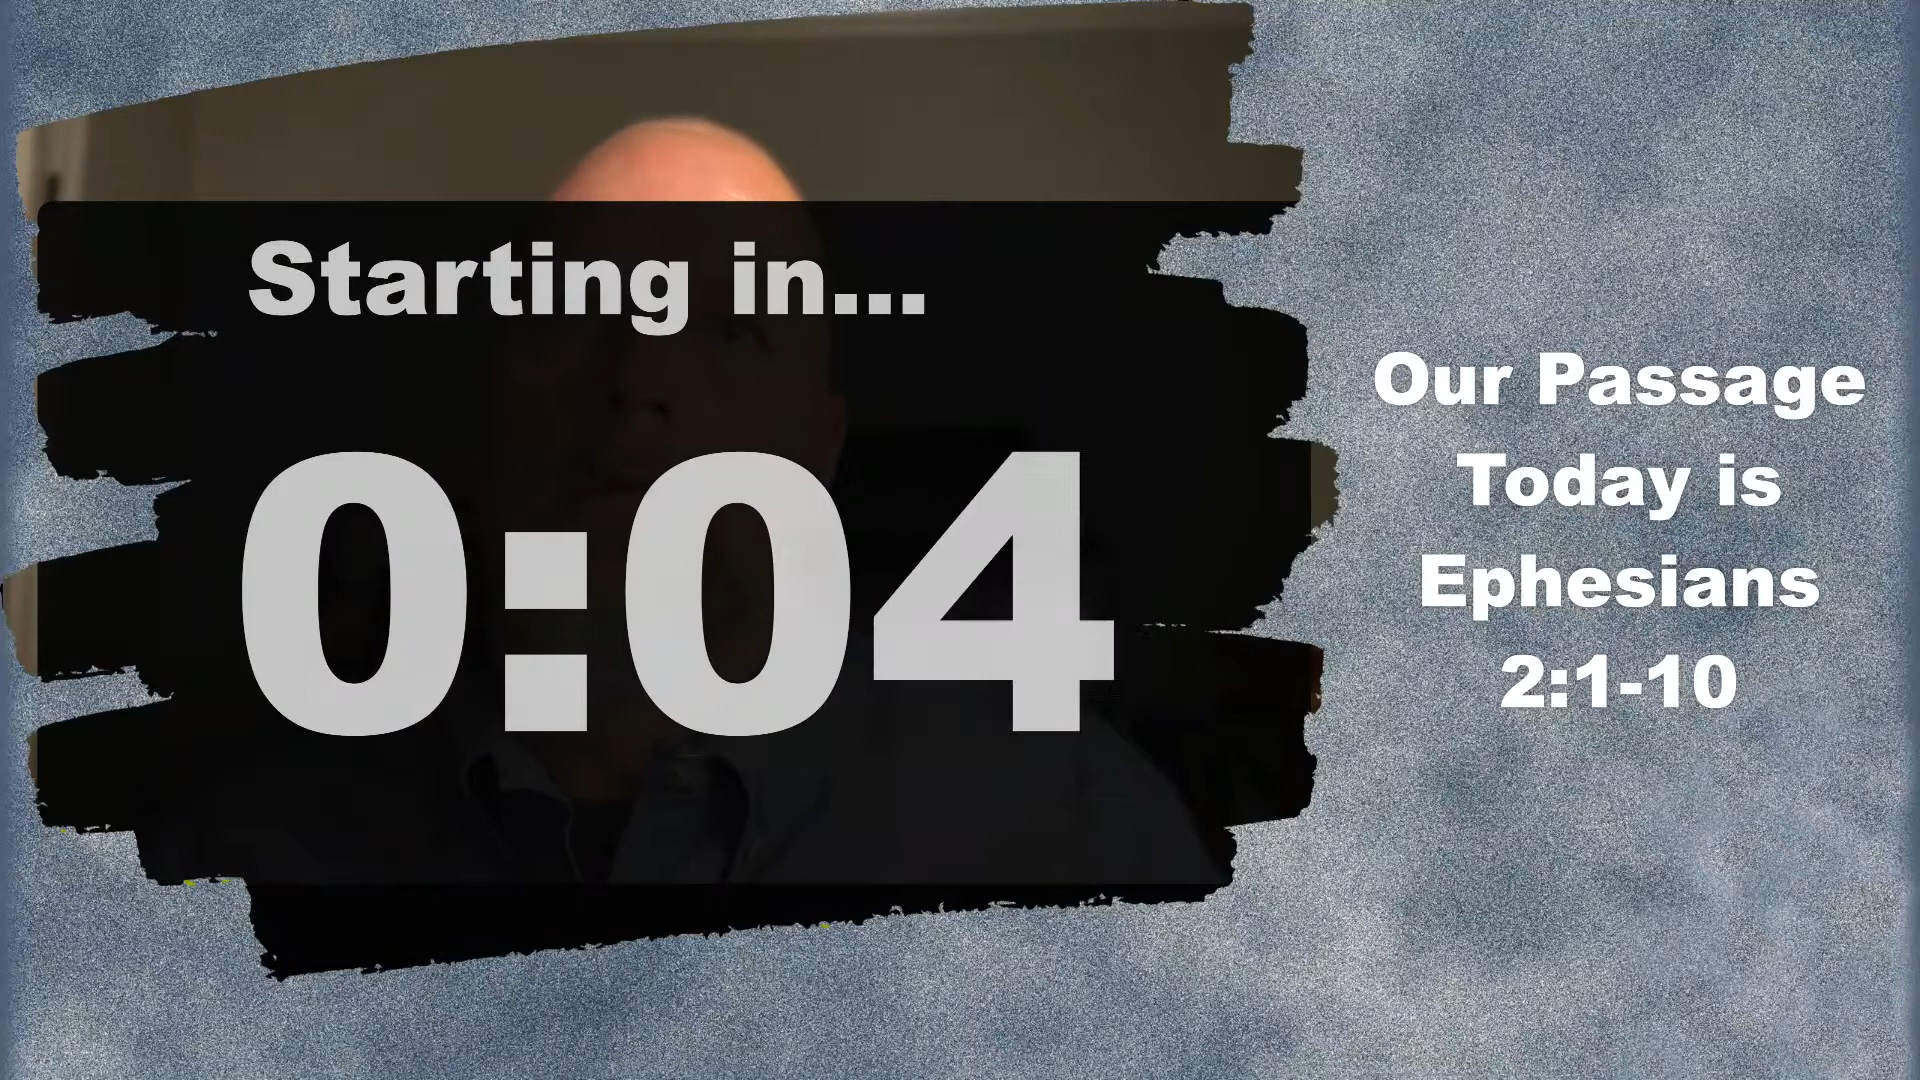 Starting in...
0:04
Our Passage
Today is
Ephesians
2:1-10